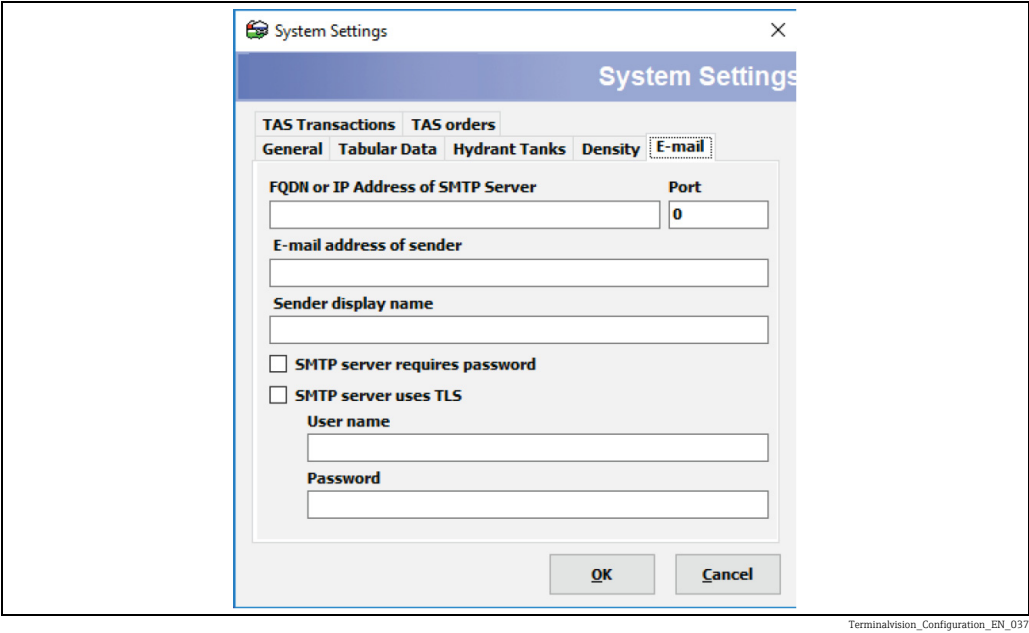 System Settings
System Settings
TAS Transactions TAS orders
General Tabular Data Hydrant Tanks Density E-mail
FQDN or IP Address of SMTP Server Port
0
E-mail address of sender
Sender display name
SMTP server requires password
SMTP server uses TLS
User name
Password
OK Cancel
Terminalvision_Configuration_EN_037